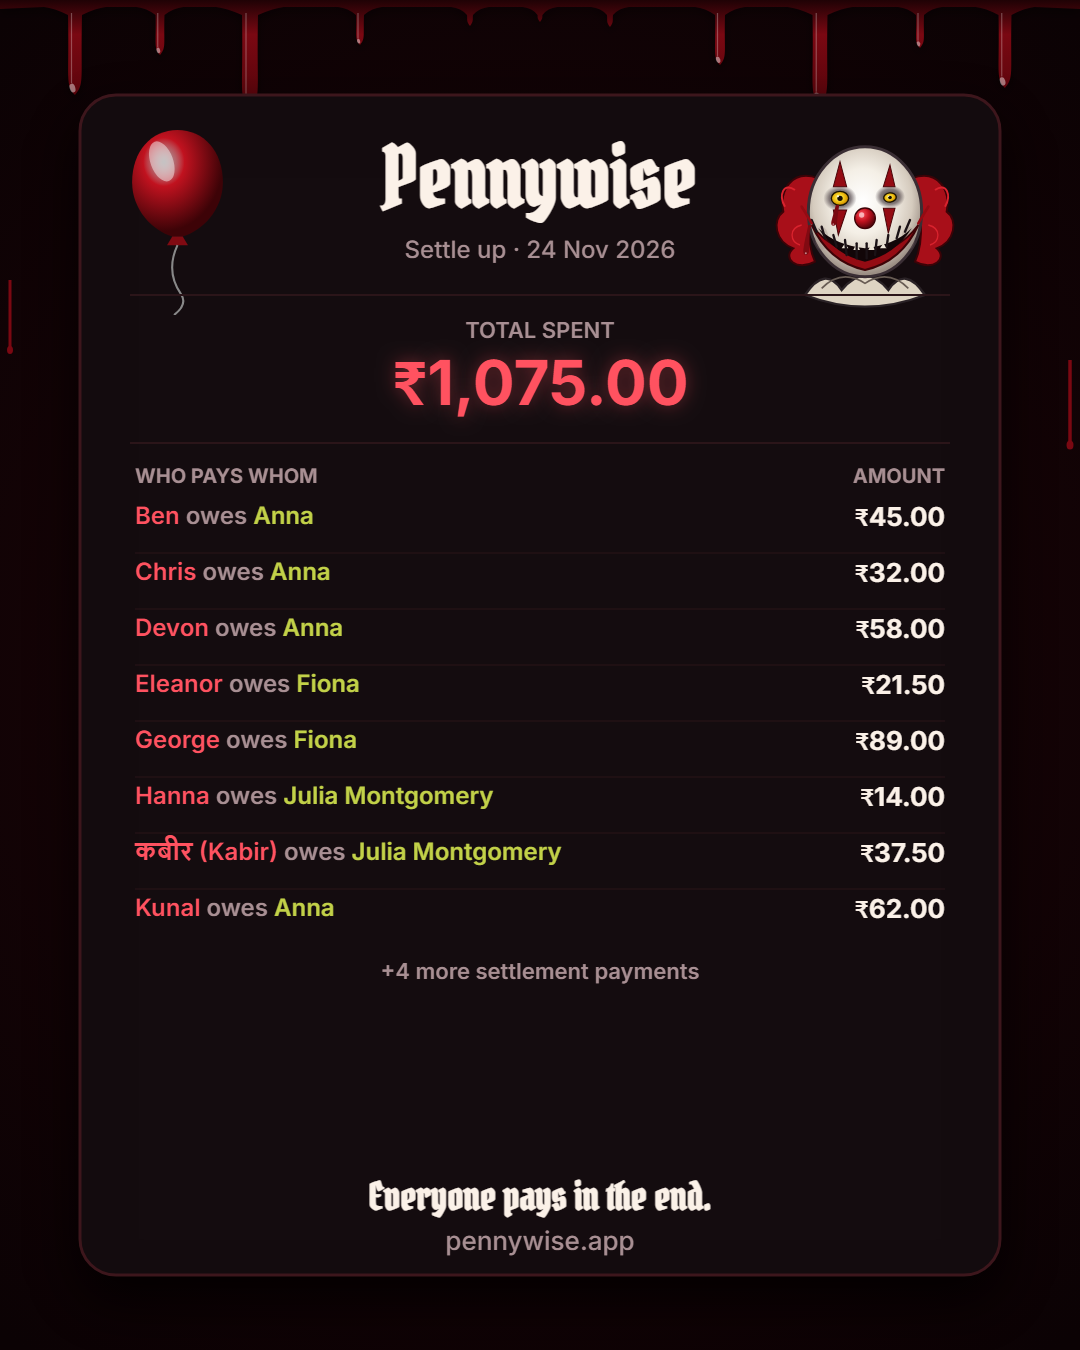 Pennywise
Settle up · 24 Nov 2026
TOTAL SPENT
₹1,075.00
WHO PAYS WHOM AMOUNT
Ben owes Anna ₹45.00
Chris owes Anna ₹32.00
Devon owes Anna ₹58.00
Eleanor owes Fiona ₹21.50
George owes Fiona ₹89.00
Hanna owes Julia Montgomery ₹14.00
कबीर (Kabir) owes Julia Montgomery ₹37.50
Kunal owes Anna ₹62.00
+4 more settlement payments
Everyone pays in the end.
pennywise.app